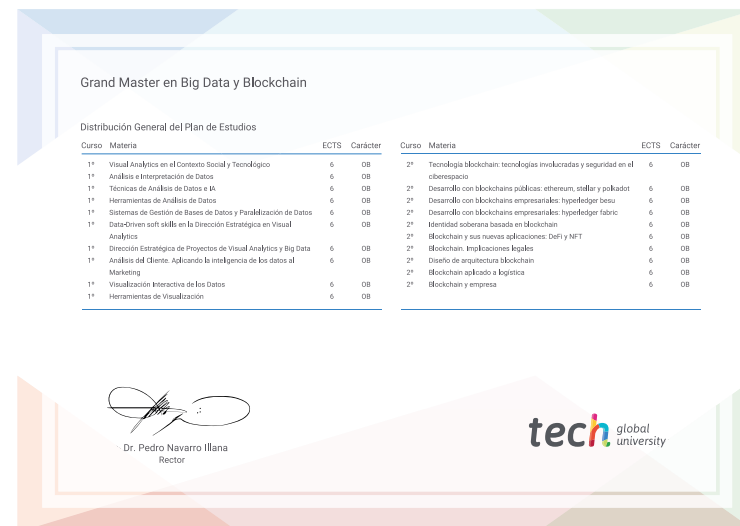 Grand Master en Big Data y Blockchain
Distribución General del Plan de Estudios
Curso Materia ECTS Carácter
1º Visual Analytics en el Contexto Social y Tecnológico 6 OB
1º Análisis e Interpretación de Datos 6 OB
1º Técnicas de Análisis de Datos e IA 6 OB
1º Herramientas de Análisis de Datos 6 OB
1º Sistemas de Gestión de Bases de Datos y Paralelización de Datos 6 OB
1º Data-Driven soft skills en la Dirección Estratégica en Visual 6 OB
Analytics
1º Dirección Estratégica de Proyectos de Visual Analytics y Big Data 6 OB
1º Análisis del Cliente. Aplicando la inteligencia de los datos al 6 OB
Marketing
1º Visualización Interactiva de los Datos 6 OB
1º Herramientas de Visualización 6 OB
Curso Materia ECTS Carácter
2º Tecnología blockchain: tecnologías involucradas y seguridad en el 6 OB
ciberespacio
2º Desarrollo con blockchains públicas: ethereum, stellar y polkadot 6 OB
2º Desarrollo con blockchains empresariales: hyperledger besu 6 OB
2º Desarrollo con blockchains empresariales: hyperledger fabric 6 OB
2º Identidad soberana basada en blockchain 6 OB
2º Blockchain y sus nuevas aplicaciones: DeFi y NFT 6 OB
2º Blockchain. Implicaciones legales 6 OB
2º Diseño de arquitectura blockchain 6 OB
2º Blockchain aplicado a logística 6 OB
2º Blockchain y empresa 6 OB
Dr. Pedro Navarro Illana
Rector
tech global
university